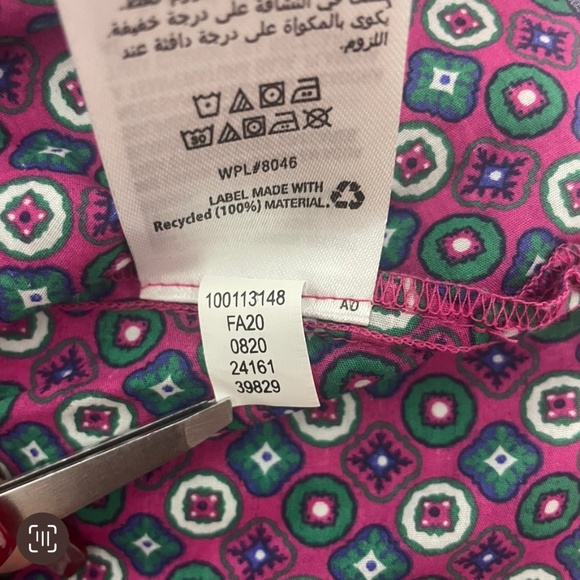 يكوى بالمكواة على درجة دافئة عند
اللزوم.
30
WPL#8046
LABEL MADE WITH
Recycled (100%) MATERIAL.
100113148
FA20
0820
24161
39829